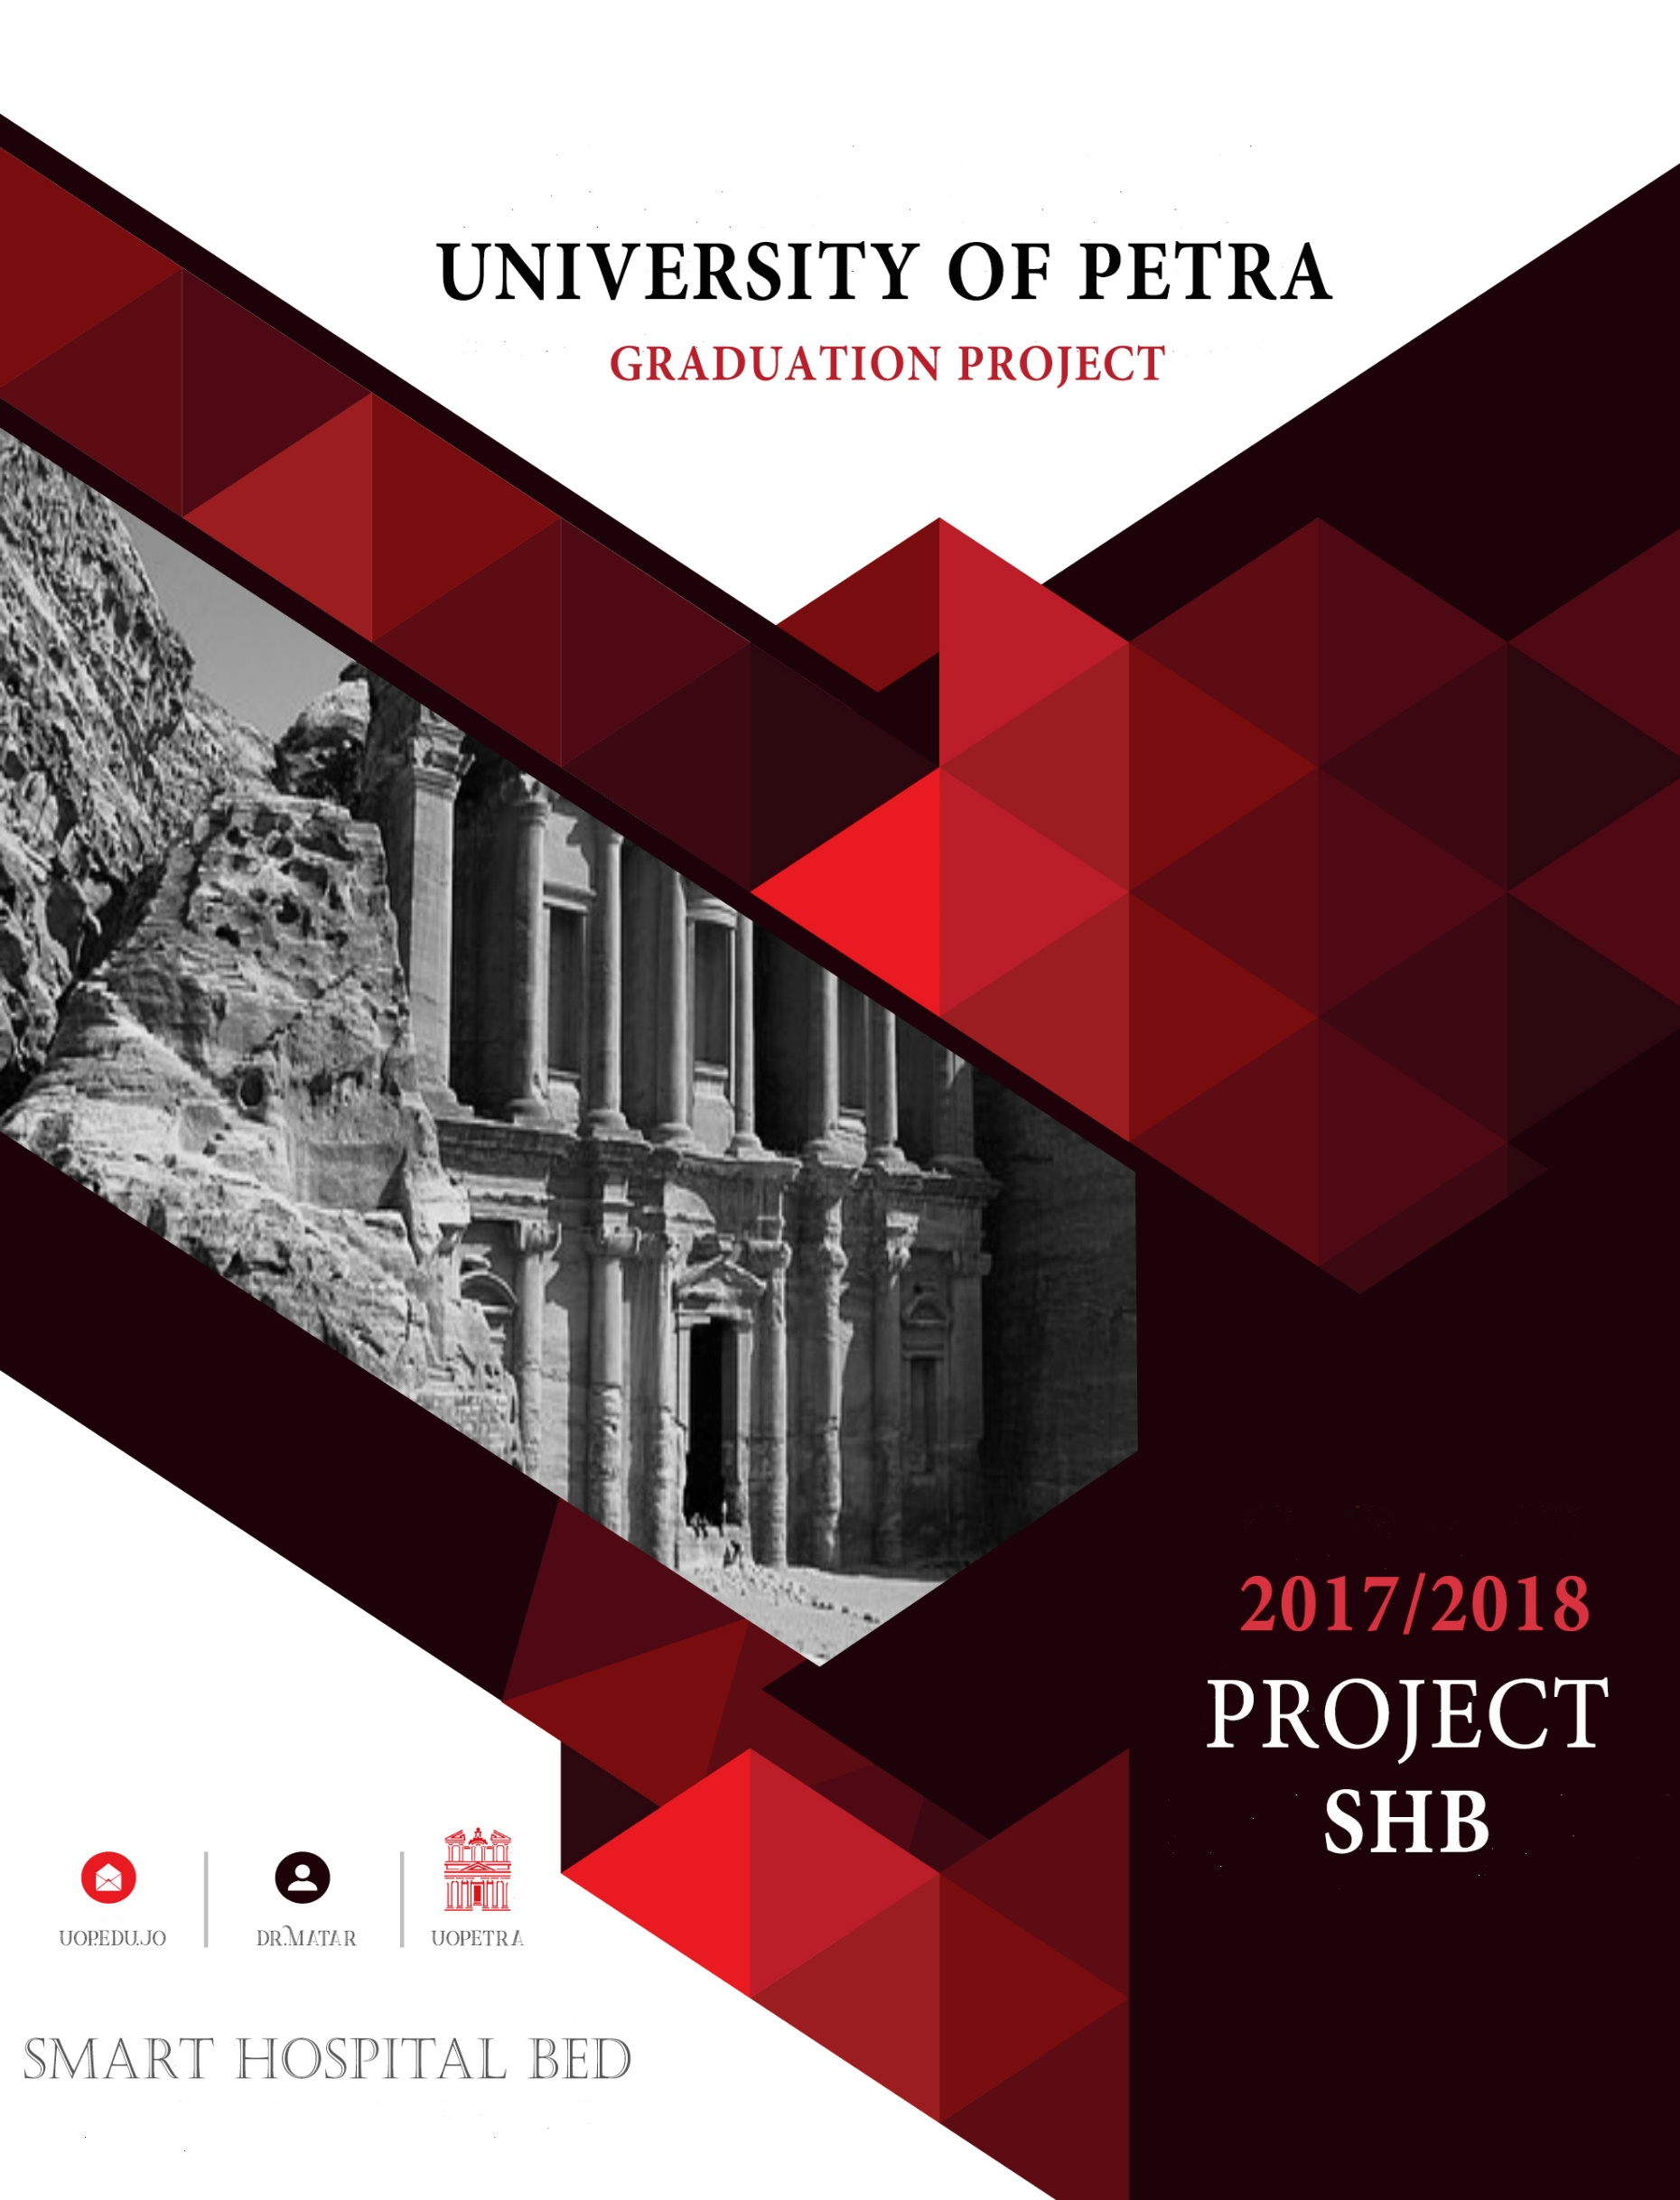 UNIVERSITY OF PETRA
GRADUATION PROJECT
2017/2018
PROJECT
SHB
UOP.EDU.JO
DR.MATAR
UOPETRA
SMART HOSPITAL BED